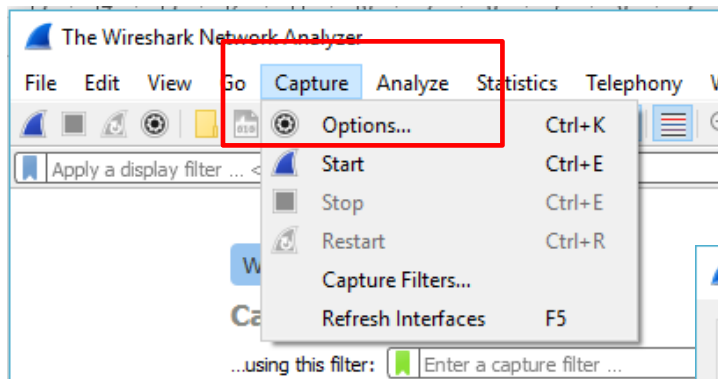 The Wireshark Network Analyzer
File Edit View Go Capture Analyze Statistics Telephony
Options... Ctrl+K
Apply a display filter ... <
Start Ctrl+E
Stop Ctrl+E
Restart Ctrl+R
Capture Filters...
Refresh Interfaces F5
...using this filter: Enter a capture filter ...